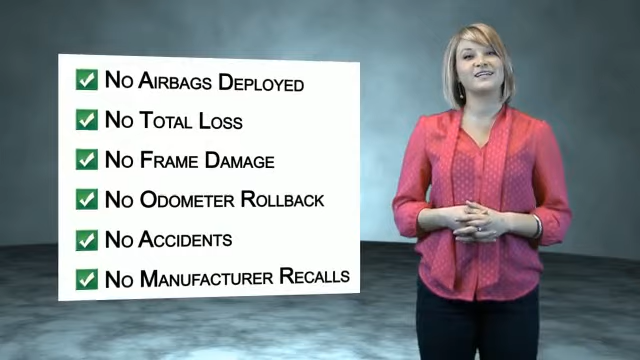 No Airbags Deployed
No Total Loss
No Frame Damage
No Odometer Rollback
No Accidents
No Manufacturer Recalls